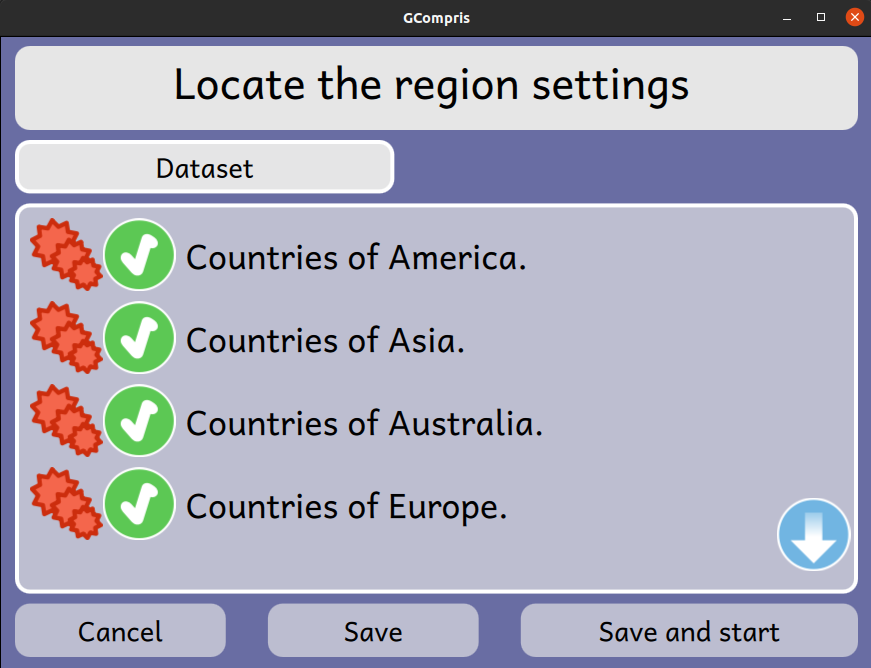 GCompris
Locate the region settings
Dataset
Countries of America.
Countries of Asia.
Countries of Australia.
Countries of Europe.
Cancel
Save
Save and start